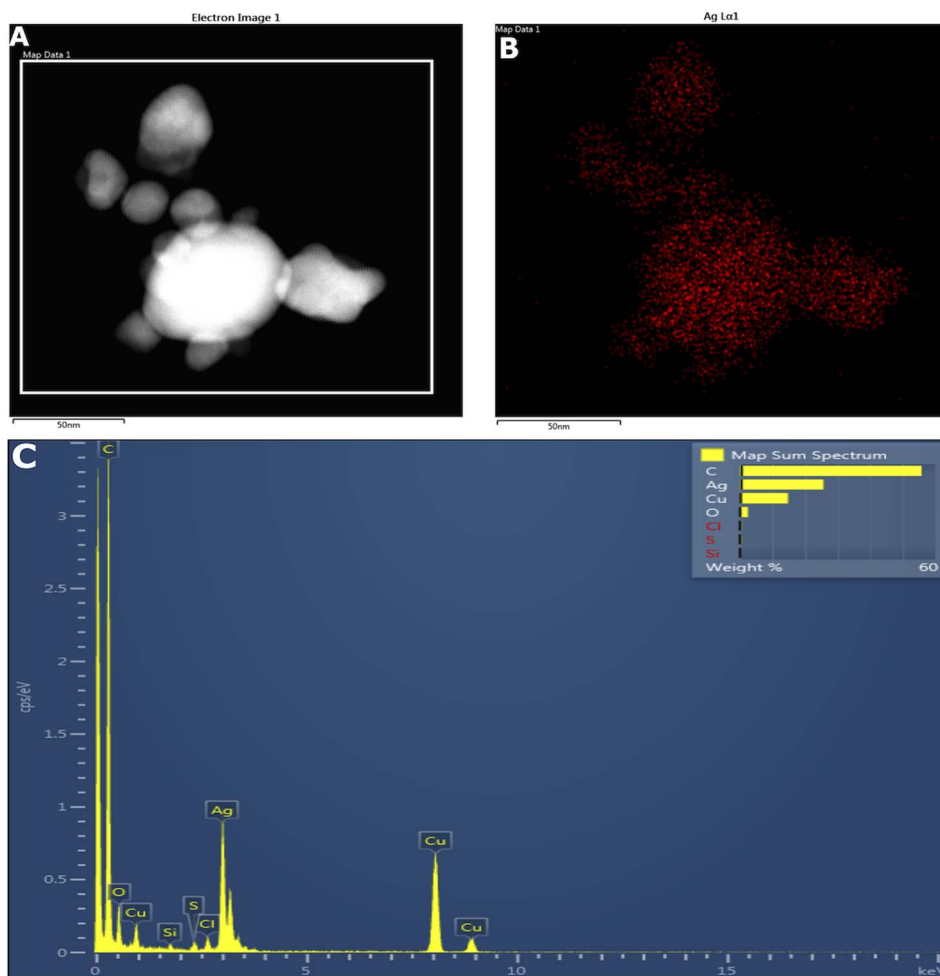 Electron Image 1
A
Map Data 1
50nm
Ag Lα1
Map Data 1
B
50nm
C
cps/eV
3
2.5
2
1.5
1
0.5
0
C
O
Cu
Si
S
Cl
Ag
Cu
Cu
0 5 10 15 ke
Map Sum Spectrum
C
Ag
Cu
O
Cl
S
Si
Weight % 60